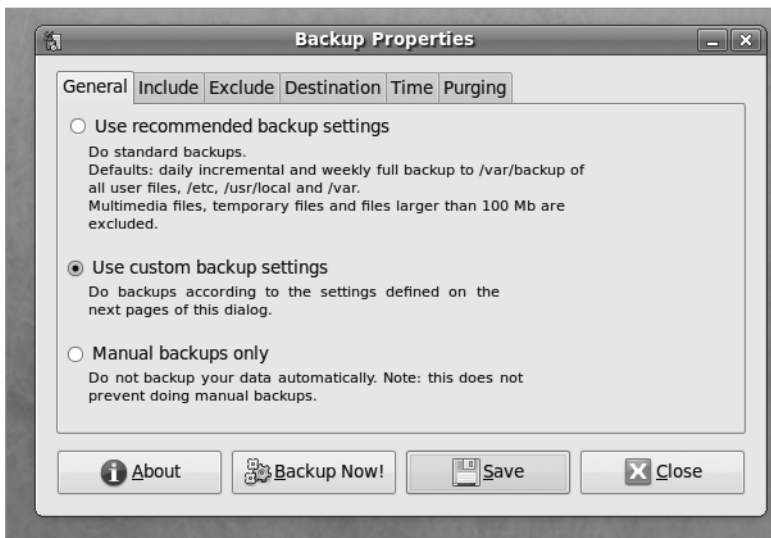 Backup Properties
General Include Exclude Destination Time Purging
Use recommended backup settings
Do standard backups.
Defaults: daily incremental and weekly full backup to /var/backup of
all user files, /etc, /usr/local and /var.
Multimedia files, temporary files and files larger than 100 Mb are
excluded.
Use custom backup settings
Do backups according to the settings defined on the
next pages of this dialog.
Manual backups only
Do not backup your data automatically. Note: this does not
prevent doing manual backups.
About Backup Now! Save Close